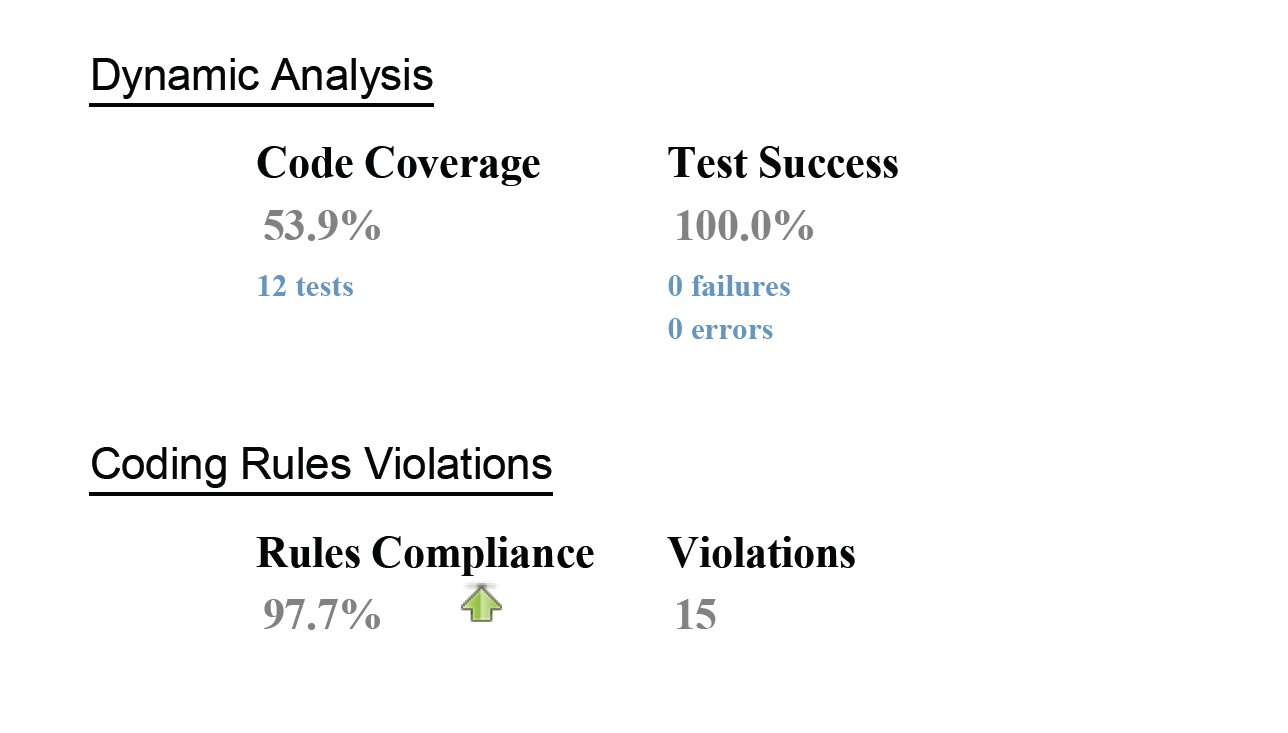 Dynamic Analysis
Code Coverage Test Success
53.9% 100.0%
12 tests 0 failures
0 errors
Coding Rules Violations
Rules Compliance Violations
97.7% 15